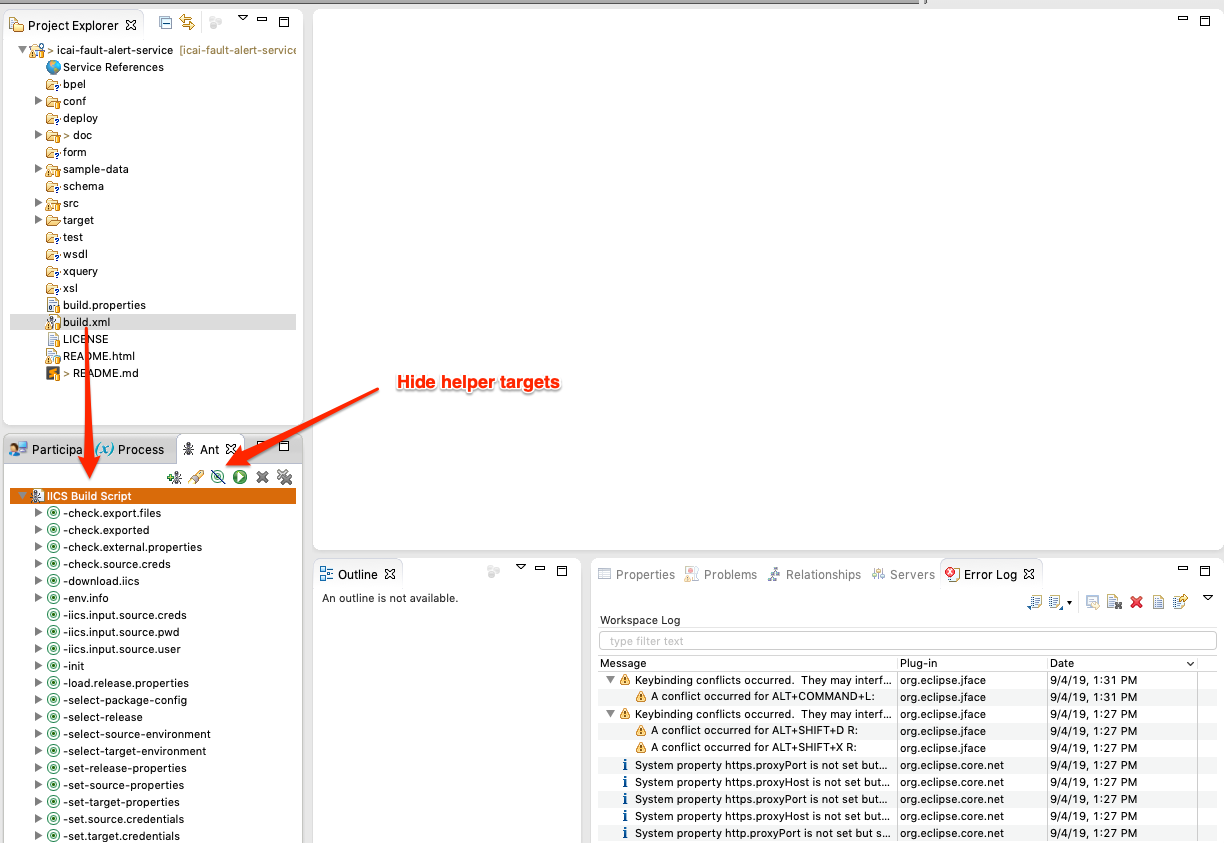 Project Explorer
> icai-fault-alert-service [icai-fault-alert-service
Service References
bpel
conf
deploy
> doc
form
sample-data
schema
src
target
test
wsdl
xquery
xsl
build.properties
build.xml
LICENSE
README.html
> README.md
Hide helper targets
Participa (x) Process Ant
IICS Build Script
-check.export.files
-check.exported
-check.external.properties
-check.source.creds
-download.iics
-env.info
-iics.input.source.creds
-iics.input.source.pwd
-iics.input.source.user
-init
-load.release.properties
-select-package-config
-select-release
-select-source-environment
-select-target-environment
-set-release-properties
-set-source-properties
-set-target-properties
-set.source.credentials
-set.target.credentials
Outline
An outline is not available.
Properties Problems Relationships Servers Error Log
Workspace Log
type filter text
Message Plug-in Date
Keybinding conflicts occurred. They may interf... org.eclipse.jface 9/4/19, 1:31 PM
A conflict occurred for ALT+COMMAND+L: org.eclipse.jface 9/4/19, 1:31 PM
Keybinding conflicts occurred. They may interf... org.eclipse.jface 9/4/19, 1:27 PM
A conflict occurred for ALT+SHIFT+D R: org.eclipse.jface 9/4/19, 1:27 PM
A conflict occurred for ALT+SHIFT+X R: org.eclipse.jface 9/4/19, 1:27 PM
System property https.proxyPort is not set but... org.eclipse.core.net 9/4/19, 1:27 PM
System property https.proxyHost is not set but... org.eclipse.core.net 9/4/19, 1:27 PM
System property https.proxyPort is not set but... org.eclipse.core.net 9/4/19, 1:27 PM
System property https.proxyHost is not set but... org.eclipse.core.net 9/4/19, 1:27 PM
System property http.proxyPort is not set but s... org.eclipse.core.net 9/4/19, 1:27 PM